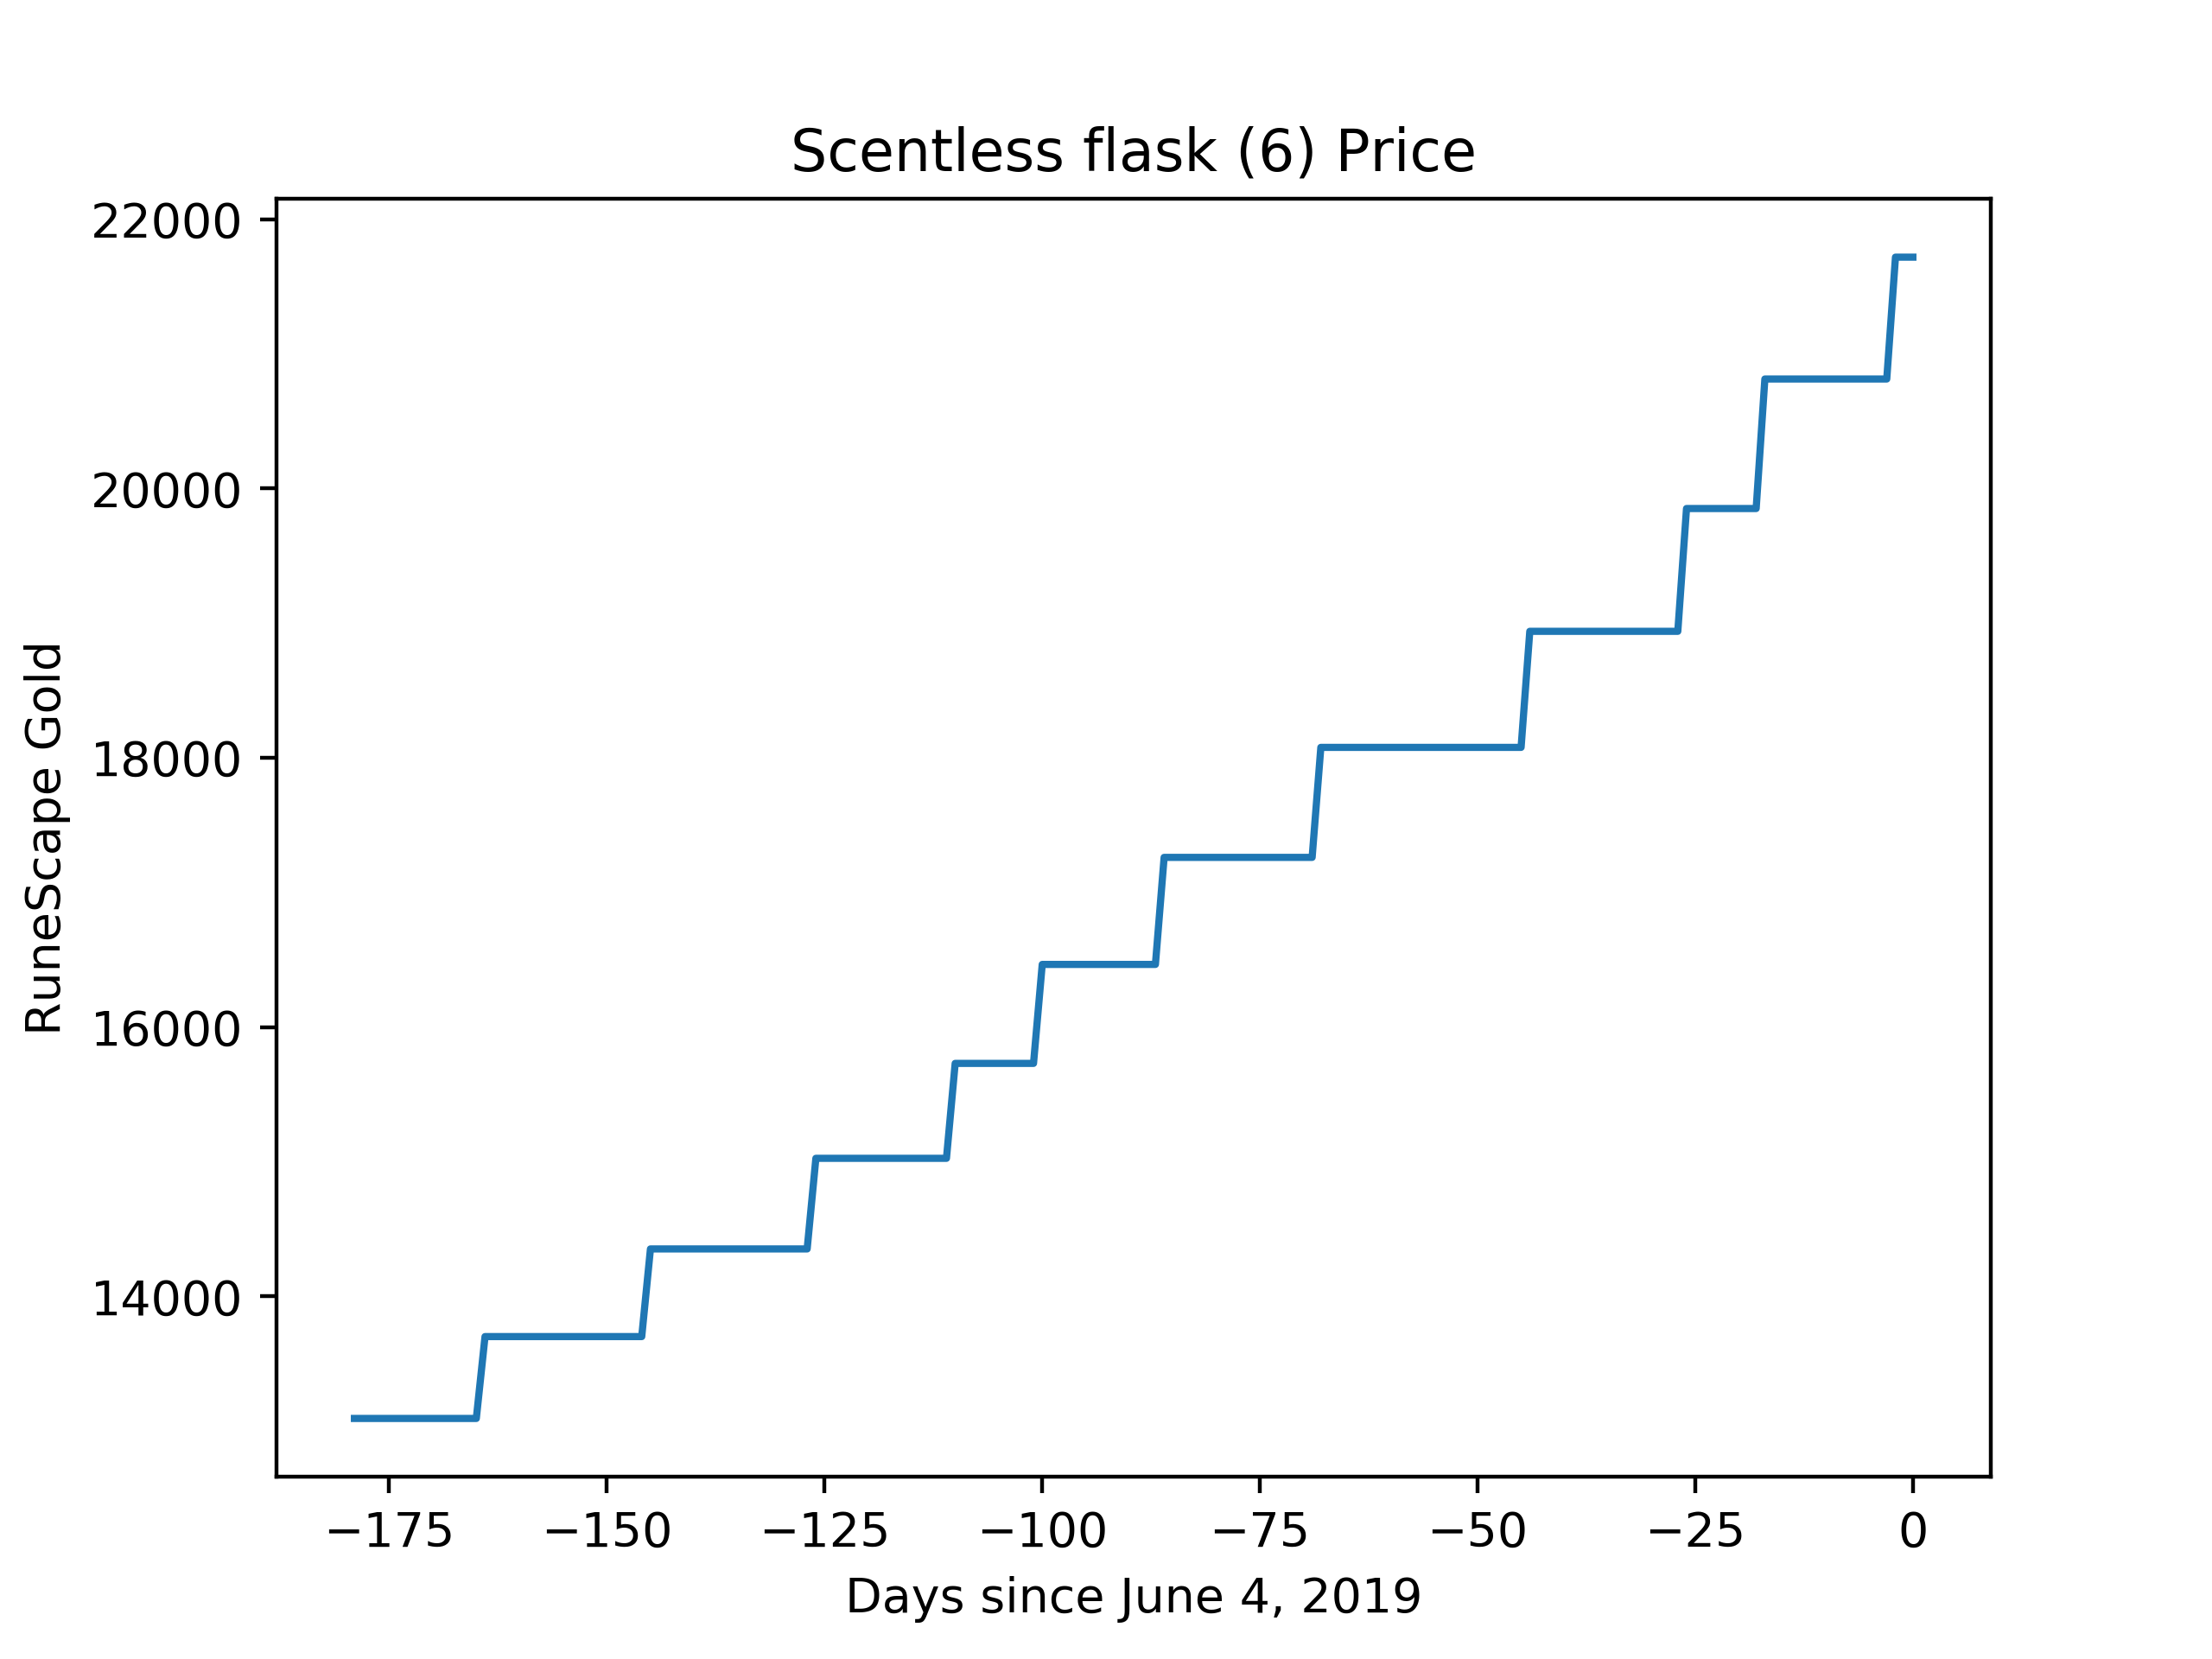 Scentless flask (6) Price
RuneScape Gold
22000
20000
18000
16000
14000
−175 −150 −125 −100 −75 −50 −25 0
Days since June 4, 2019